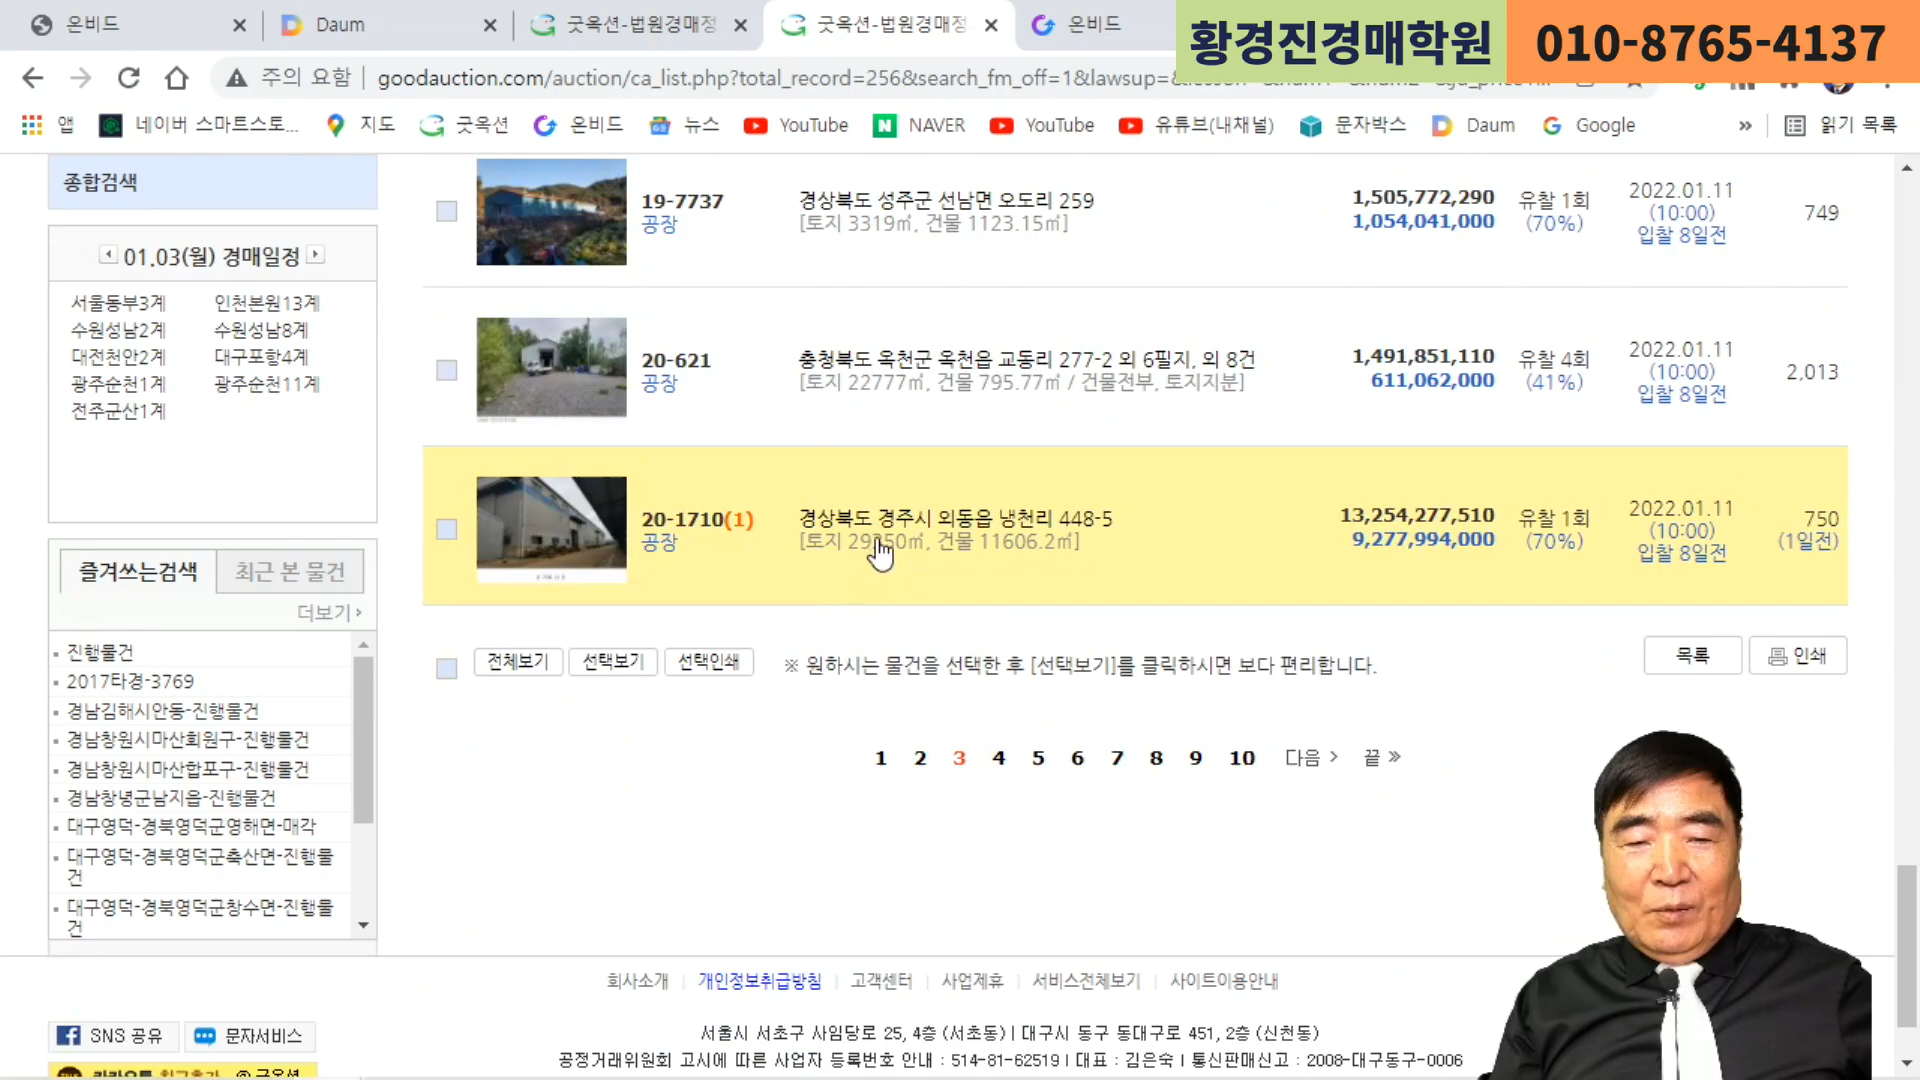 온비드
Daum
굿옥션-법원경매정
굿옥션-법원경매정
온비드
황경진경매학원
010-8765-4137
주의 요함
goodauction.com/auction/ca_list.php?total_record=256&search_fm_off=1&lawsup=
앱
네이버 스마트스토...
지도
굿옥션
온비드
뉴스
YouTube
NAVER
YouTube
유튜브(내채널)
문자박스
Daum
Google
»
읽기 목록
종합검색
01.03(월) 경매일정
서울동부3계 인천본원13계
수원성남2계 수원성남8계
대전천안2계 대구포항4계
광주순천1계 광주순천11계
전주군산1계
즐겨쓰는검색
최근 본 물건
더보기 ›
진행물건
2017타경-3769
경남김해시안동-진행물건
경남창원시마산회원구-진행물건
경남창원시마산합포구-진행물건
경남창녕군남지읍-진행물건
대구영덕-경북영덕군영해면-매각
대구영덕-경북영덕군축산면-진행물
건
대구영덕-경북영덕군창수면-진행물
건
19-7737
공장
경상북도 성주군 선남면 오도리 259
[토지 3319㎡, 건물 1123.15㎡]
1,505,772,290
1,054,041,000
유찰 1회
(70%)
2022.01.11
(10:00)
입찰 8일전
749
20-621
공장
충청북도 옥천군 옥천읍 교동리 277-2 외 6필지, 외 8건
[토지 22777㎡, 건물 795.77㎡ / 건물전부, 토지지분]
1,491,851,110
611,062,000
유찰 4회
(41%)
2022.01.11
(10:00)
입찰 8일전
2,013
20-1710(1)
공장
경상북도 경주시 외동읍 냉천리 448-5
건물 11606.2㎡]
13,254,277,510
9,277,994,000
유찰 1회
(70%)
2022.01.11
(10:00)
입찰 8일전
750
(1일전)
전체보기
선택보기
선택인쇄
※ 원하시는 물건을 선택한 후 [선택보기]를 클릭하시면 보다 편리합니다.
목록
인쇄
1 2 3 4 5 6 7 8 9 10 다음 › 끝 »
회사소개 | 개인정보취급방침 | 고객센터 | 사업제휴 | 서비스전체보기 | 사이트이용안내
SNS 공유
문자서비스
서울시 서초구 사임당로 25, 4층 (서초동) | 대구시 동구 동대구로 451, 2층 (신천동)
공정거래위원회 고시에 따른 사업자 등록번호 안내 : 514-81-62519 | 대표 : 김은숙 | 통신판매신고 : 2008-대구동구-0006